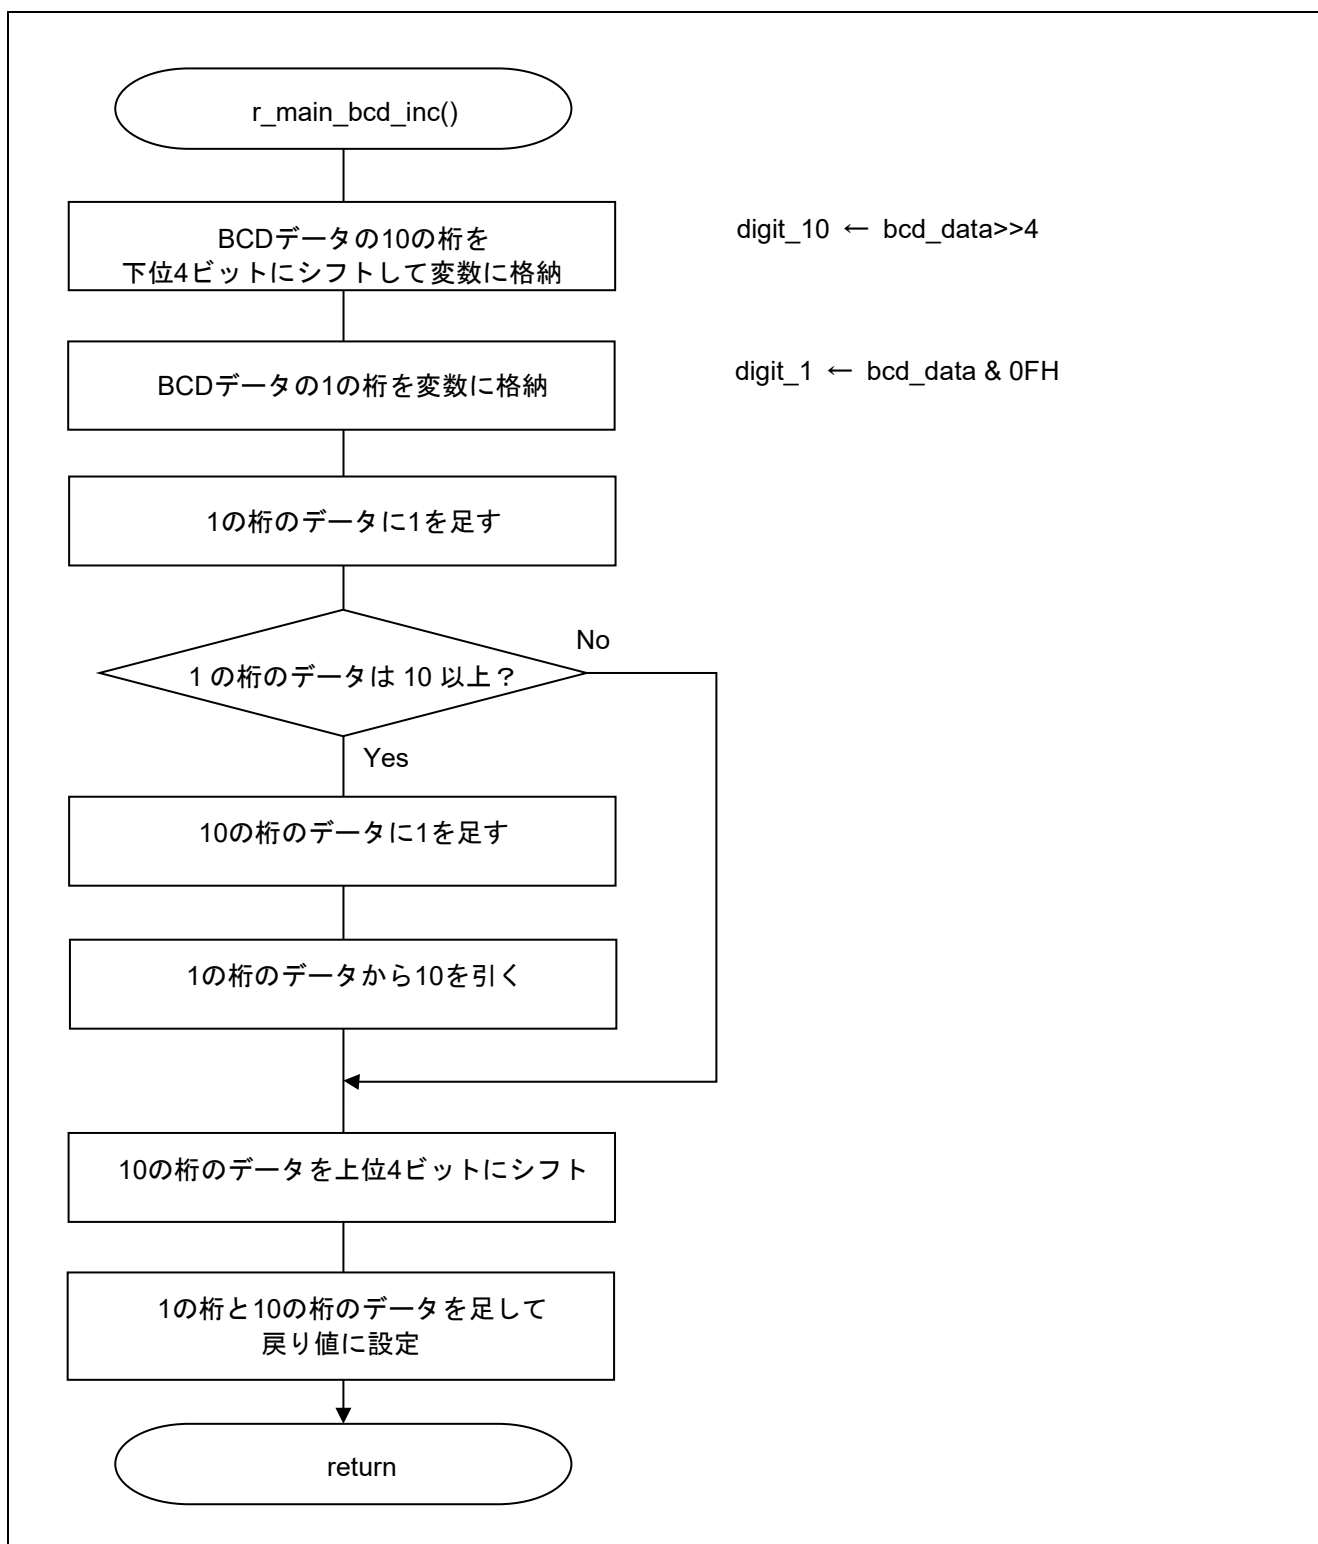 r_main_bcd_inc()
BCDデータの10の桁を
下位4ビットにシフトして変数に格納
digit_10 ← bcd_data>>4
BCDデータの1の桁を変数に格納
digit_1 ← bcd_data & 0FH
1の桁のデータに1を足す
No
1 の桁のデータは 10 以上？
Yes
10の桁のデータに1を足す
1の桁のデータから10を引く
10の桁のデータを上位4ビットにシフト
1の桁と10の桁のデータを足して
戻り値に設定
return